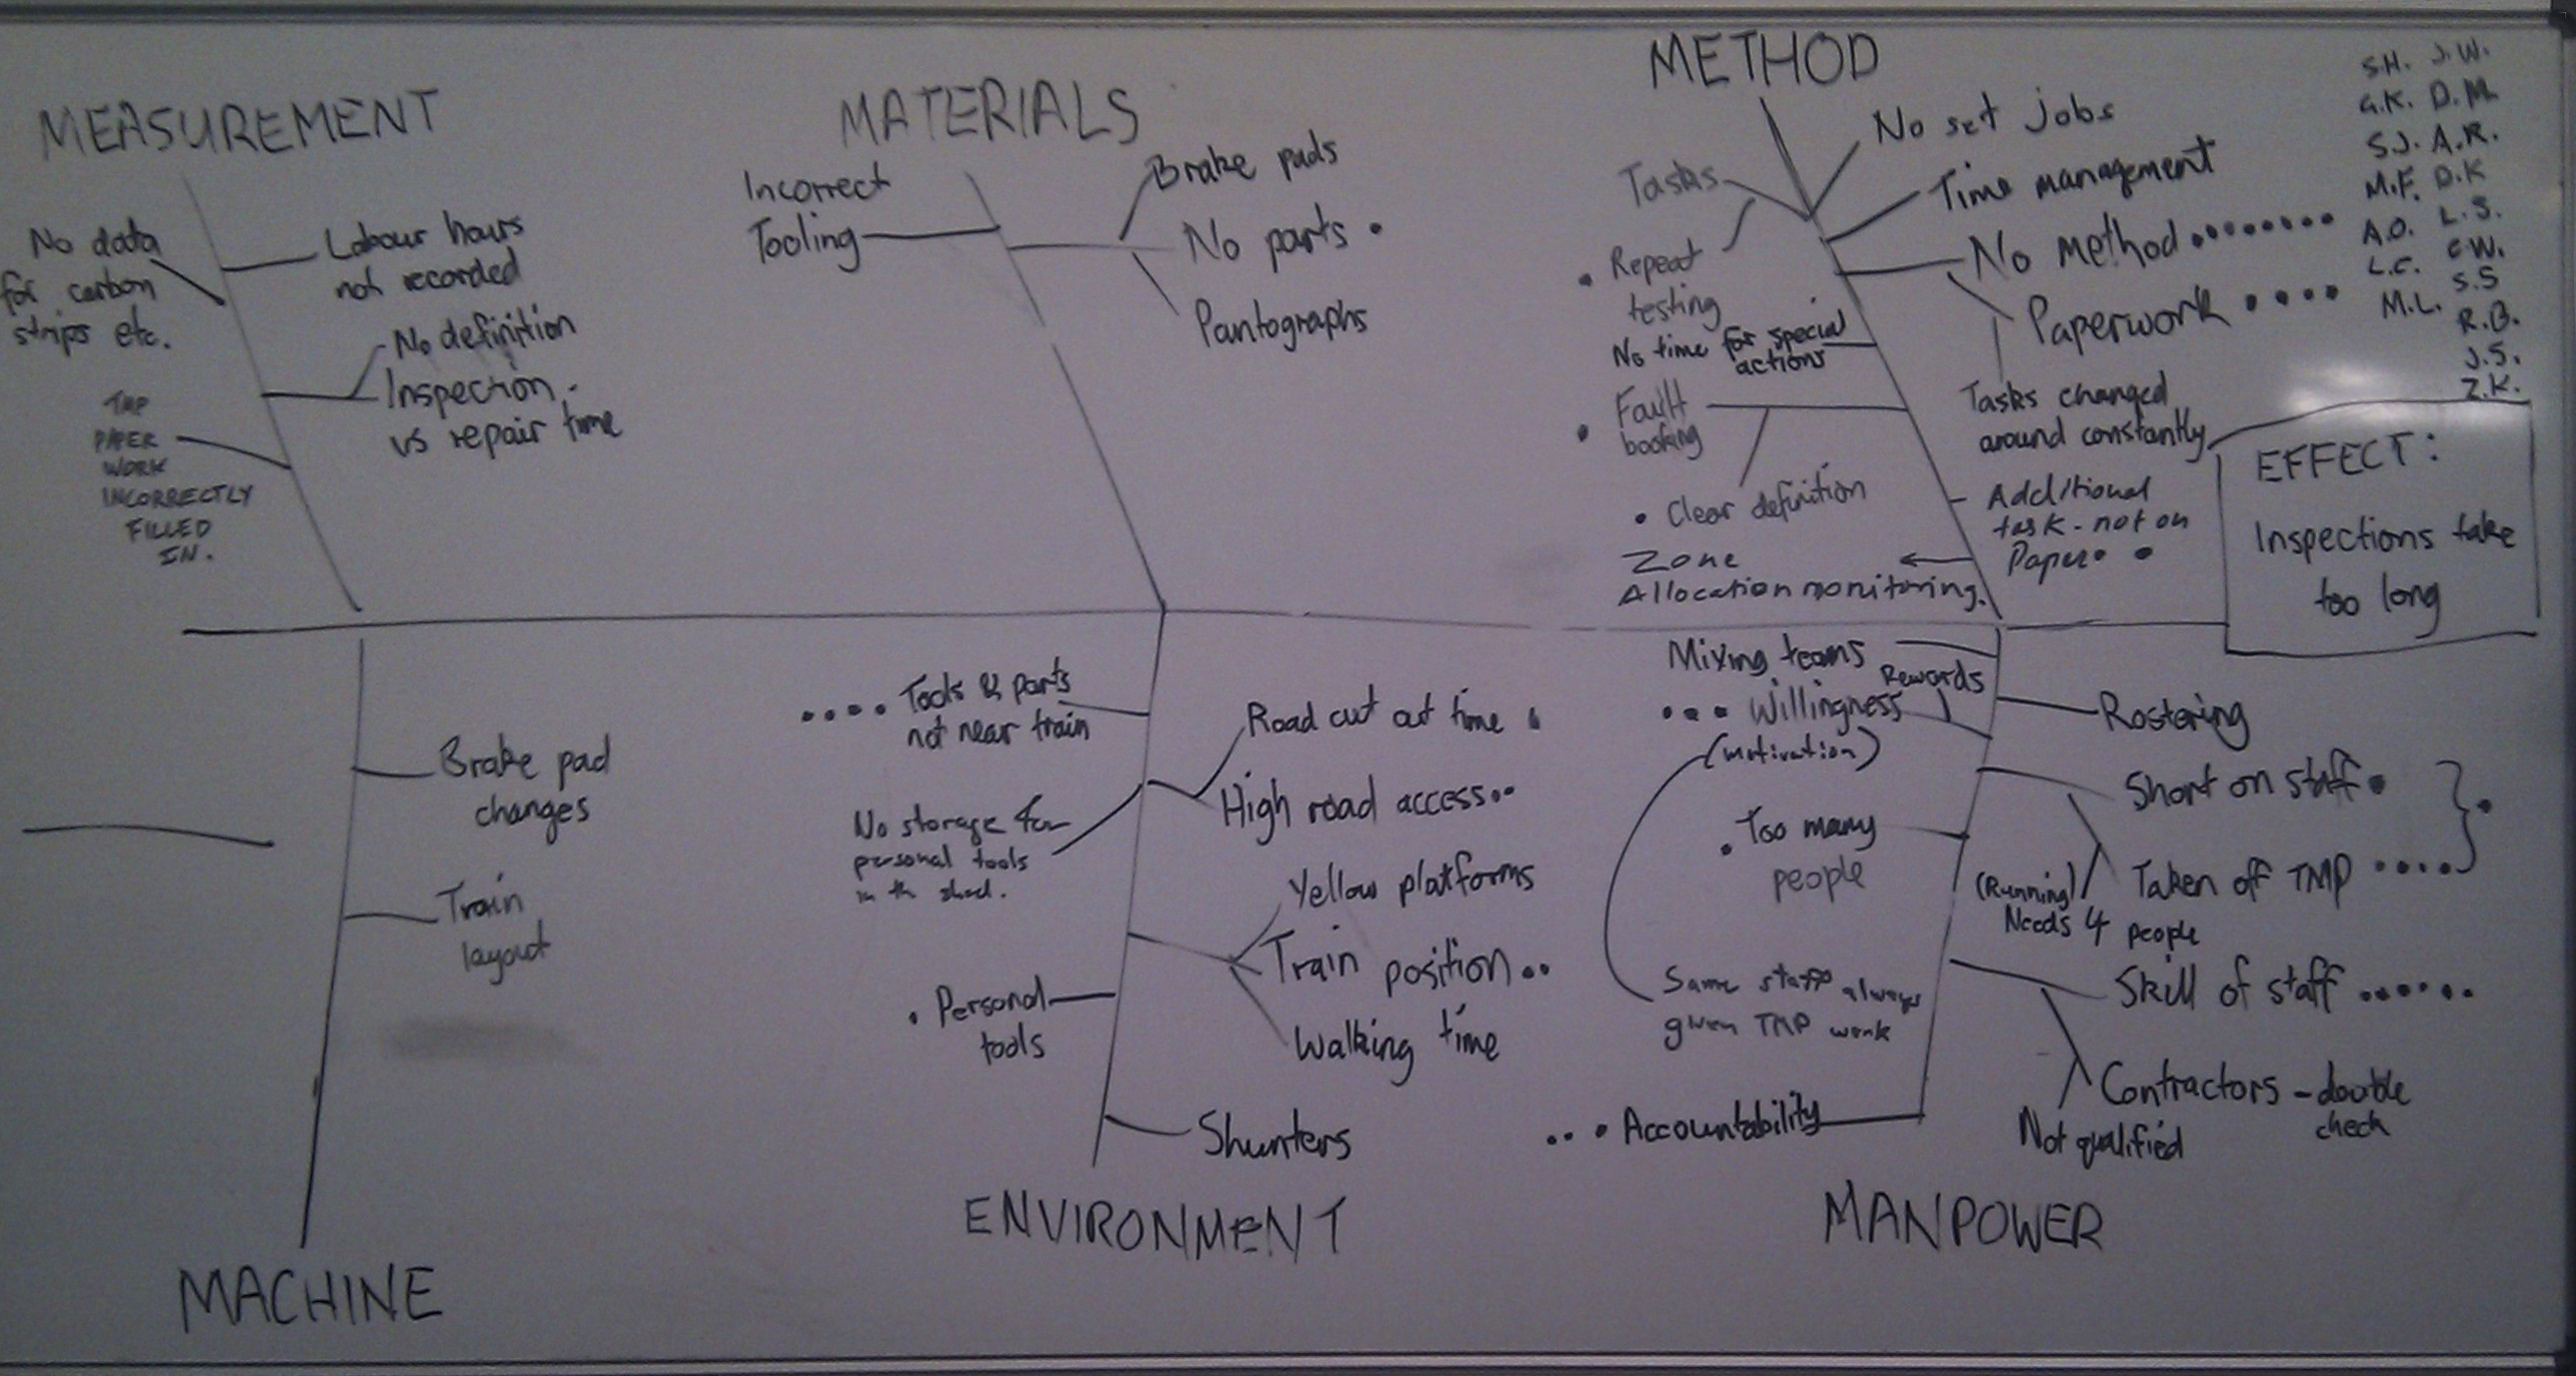 MEASUREMENT
No data
for carbon
strips etc.
Labour hours
not recorded
No definition
Inspection
vs repair time
TMP
PAPER
WORK
INCORRECTLY
FILLED
IN.
MATERIALS
Incorrect
Tooling
Brake pads
No parts •
Pantographs
METHOD
Tasks
• Repeat
testing
No time for special
actions
• Fault
booking
• Clear definition
Zone
Allocation monitoring.
No set jobs
Time management
No method ••••••••
Paperwork ••••
Tasks changed
around constantly
Additional
task - not on
Paper • •
S.H. J.W.
G.K. D.M.
S.J. A.R.
M.F. D.K
A.O. L.S.
L.C. C.W.
M.L. S.S
R.B.
J.S.
Z.K.
EFFECT:
Inspections take
too long
MACHINE
Brake pad
changes
Train
layout
ENVIRONMENT
•••• Tools & parts
not near train
No storage for
personal tools
in the shed.
• Personal
tools
Road cut out time •
High road access ••
Yellow platforms
Train position ••
Walking time
Shunters
MANPOWER
Mixing teams
Rewards
••• Willingness
(motivation)
• Too many
people
Same staff always
given TMP work
••• Accountability
Rostering
Short on staff •
} •
Taken off TMP ••••
(Running)
Needs 4 people
Skill of staff ••••••
Contractors - double
check
Not qualified